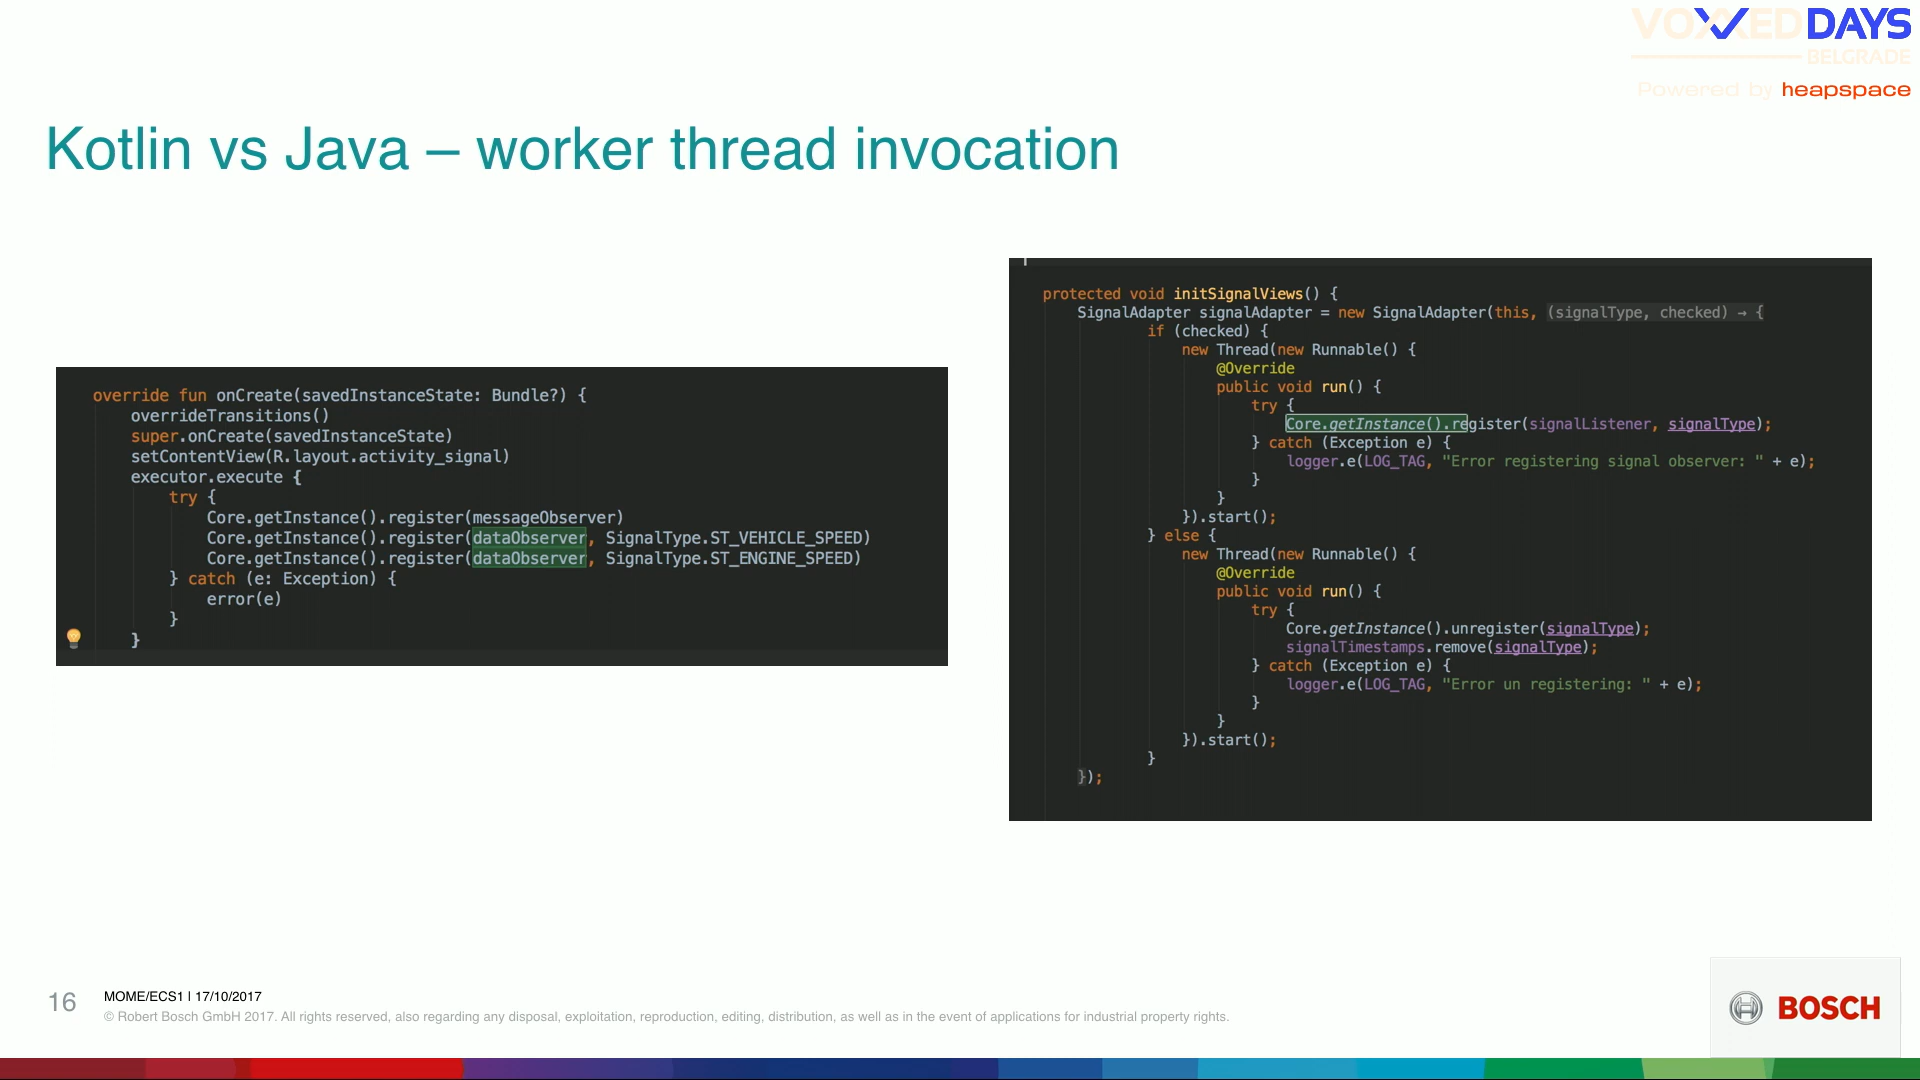 VOXXED DAYS
BELGRADE
Powered by heapspace
Kotlin vs Java – worker thread invocation
override fun onCreate(savedInstanceState: Bundle?) {
overrideTransitions()
super.onCreate(savedInstanceState)
setContentView(R.layout.activity_signal)
executor.execute {
try {
Core.getInstance().register(messageObserver)
Core.getInstance().register(dataObserver, SignalType.ST_VEHICLE_SPEED)
Core.getInstance().register(dataObserver, SignalType.ST_ENGINE_SPEED)
} catch (e: Exception) {
error(e)
}
}
protected void initSignalViews() {
SignalAdapter signalAdapter = new SignalAdapter(this, (signalType, checked) → {
if (checked) {
new Thread(new Runnable() {
@Override
public void run() {
try {
Core.getInstance().register(signalListener, signalType);
} catch (Exception e) {
logger.e(LOG_TAG, "Error registering signal observer: " + e);
}
}
}).start();
} else {
new Thread(new Runnable() {
@Override
public void run() {
try {
Core.getInstance().unregister(signalType);
signalTimestamps.remove(signalType);
} catch (Exception e) {
logger.e(LOG_TAG, "Error un registering: " + e);
}
}
}).start();
}
});
16
MOME/ECS1 | 17/10/2017
© Robert Bosch GmbH 2017. All rights reserved, also regarding any disposal, exploitation, reproduction, editing, distribution, as well as in the event of applications for industrial property rights.
BOSCH